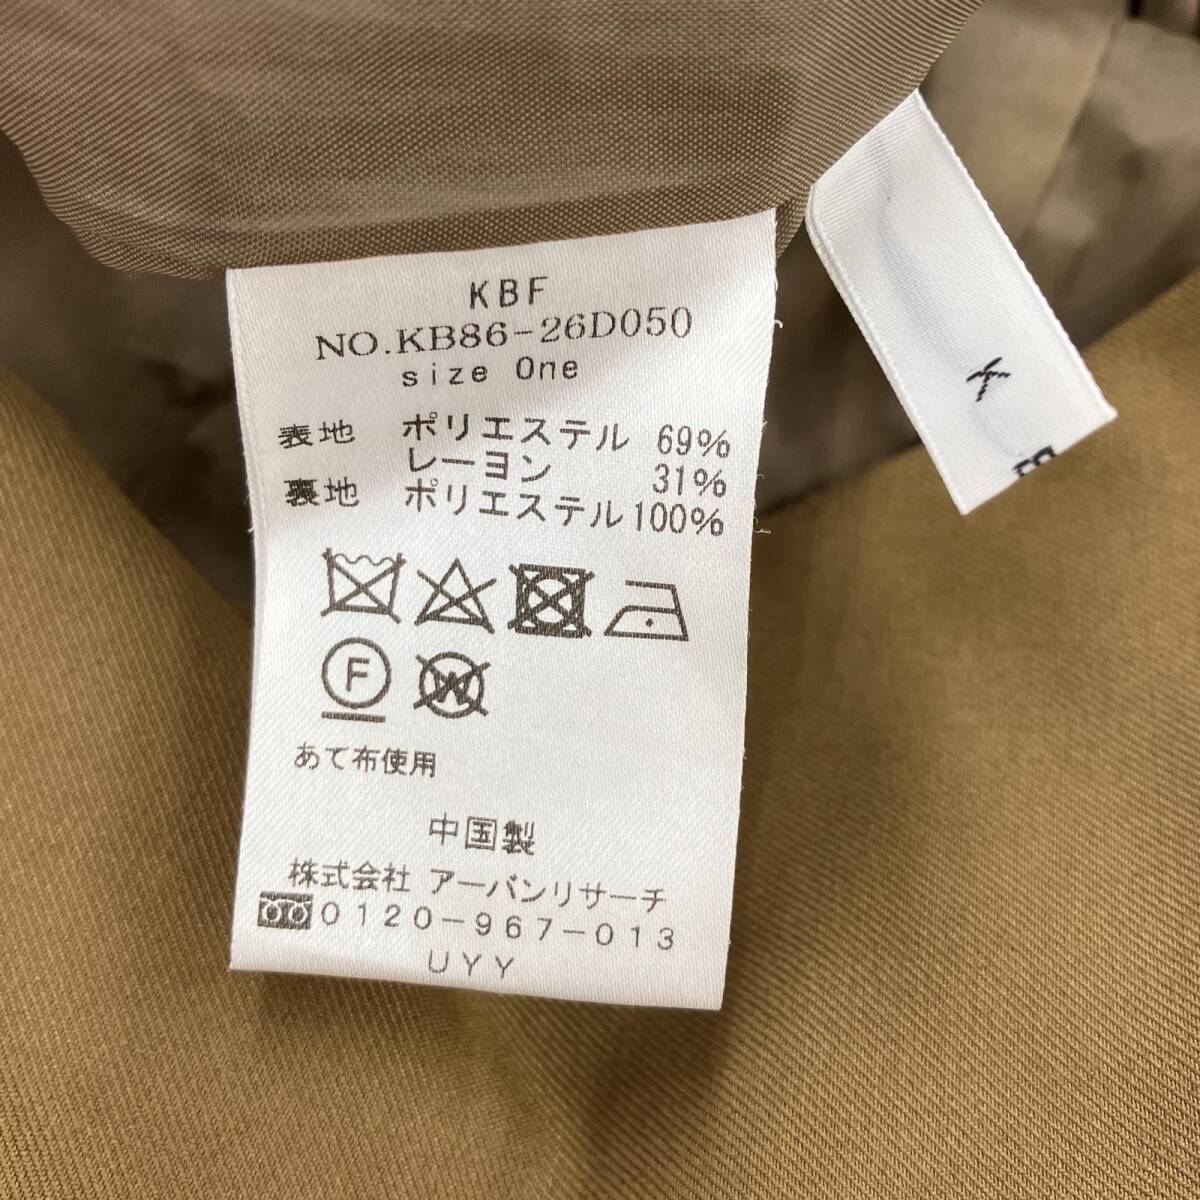 KBF
NO.KB86-26D050
size One
表地 ポリエステル 69%
レーヨン 31%
裏地 ポリエステル 100%
F
W
あて布使用
中国製
株式会社 アーバンリサーチ
0120-967-013
UYY
K